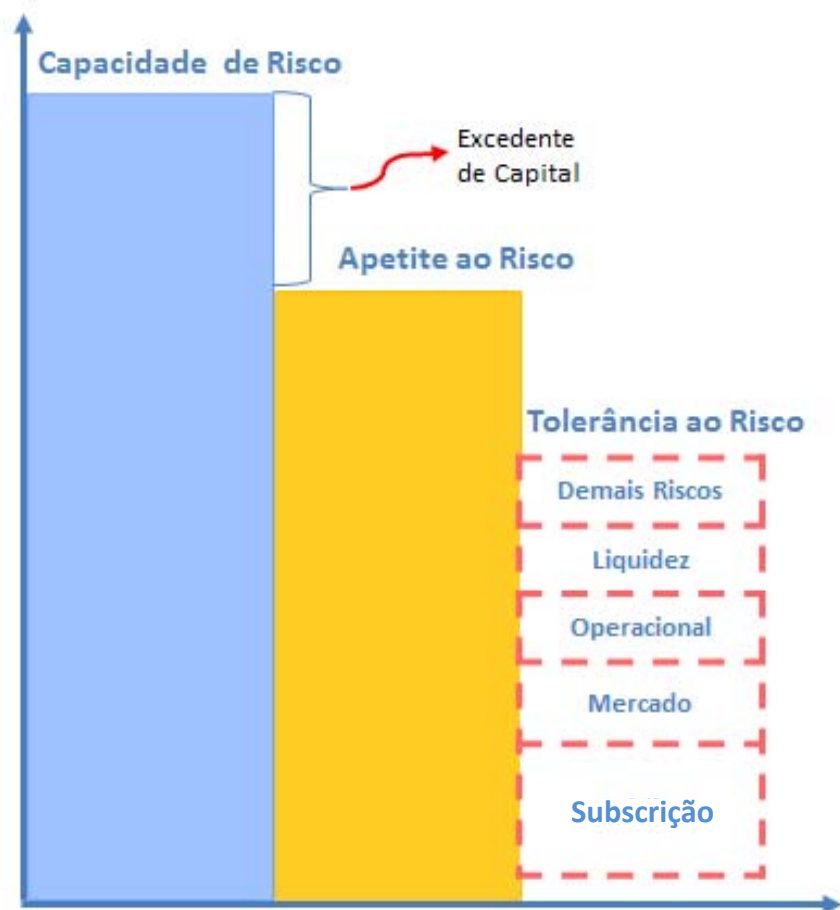 Capacidade de Risco
Excedente
de Capital
Apetite ao Risco
Tolerância ao Risco
Demais Riscos
Liquidez
Operacional
Mercado
Subscrição